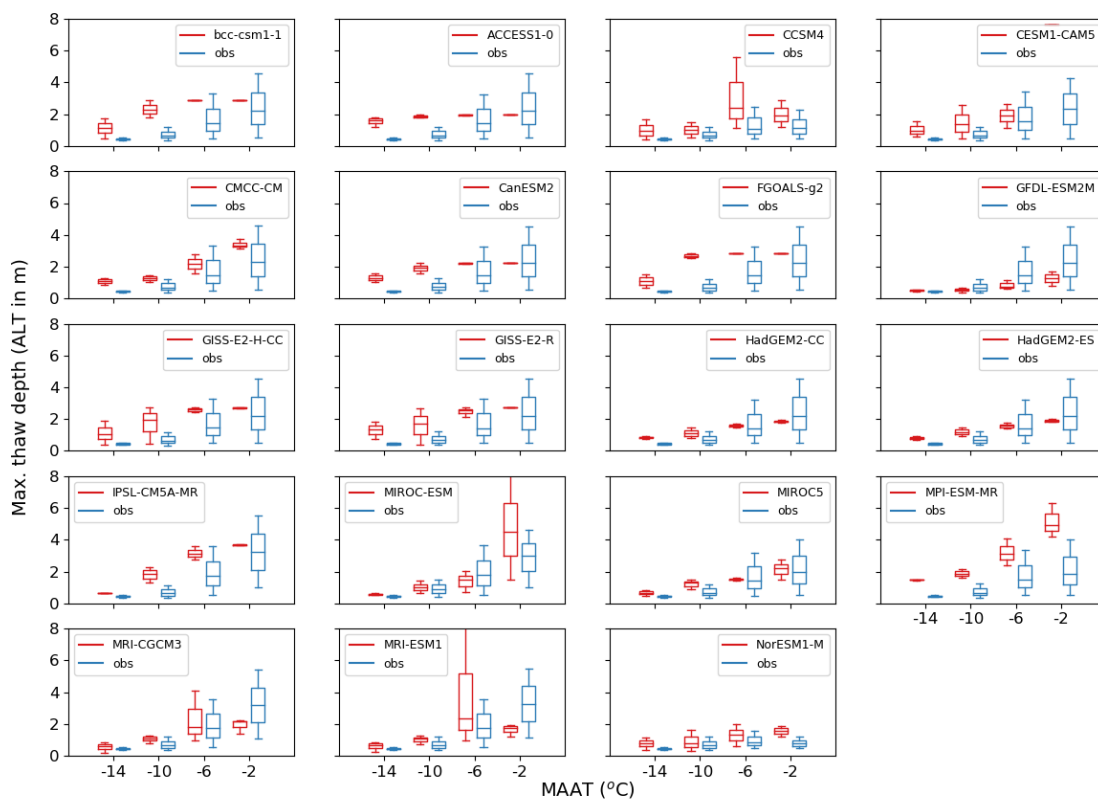 8
6
4
2
0
bcc-csm1-1
obs
ACCESS1-0
obs
CCSM4
obs
CESM1-CAM5
obs
8
6
4
2
0
CMCC-CM
obs
CanESM2
obs
FGOALS-g2
obs
GFDL-ESM2M
obs
Max. thaw depth (ALT in m)
8
6
4
2
0
GISS-E2-H-CC
obs
GISS-E2-R
obs
HadGEM2-CC
obs
HadGEM2-ES
obs
8
6
4
2
0
IPSL-CM5A-MR
obs
MIROC-ESM
obs
MIROC5
obs
MPI-ESM-MR
obs
-14 -10 -6 -2
8
6
4
2
0
MRI-CGCM3
obs
MRI-ESM1
obs
NorESM1-M
obs
-14 -10 -6 -2
-14 -10 -6 -2
-14 -10 -6 -2
MAAT (°C)